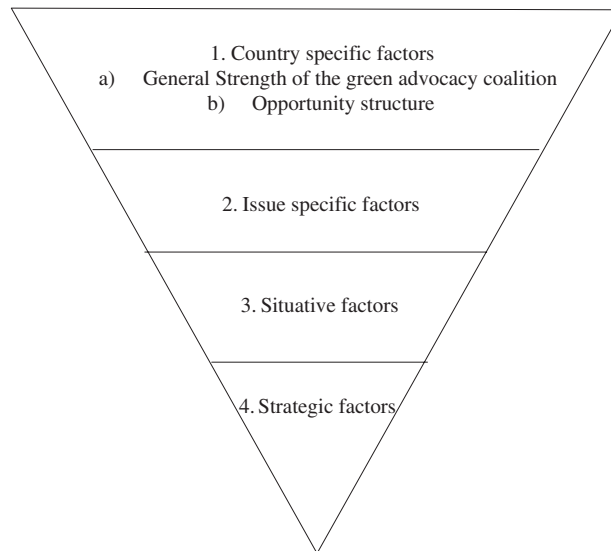 1. Country specific factors
a) General Strength of the green advocacy coalition
b) Opportunity structure
2. Issue specific factors
3. Situative factors
4. Strategic factors